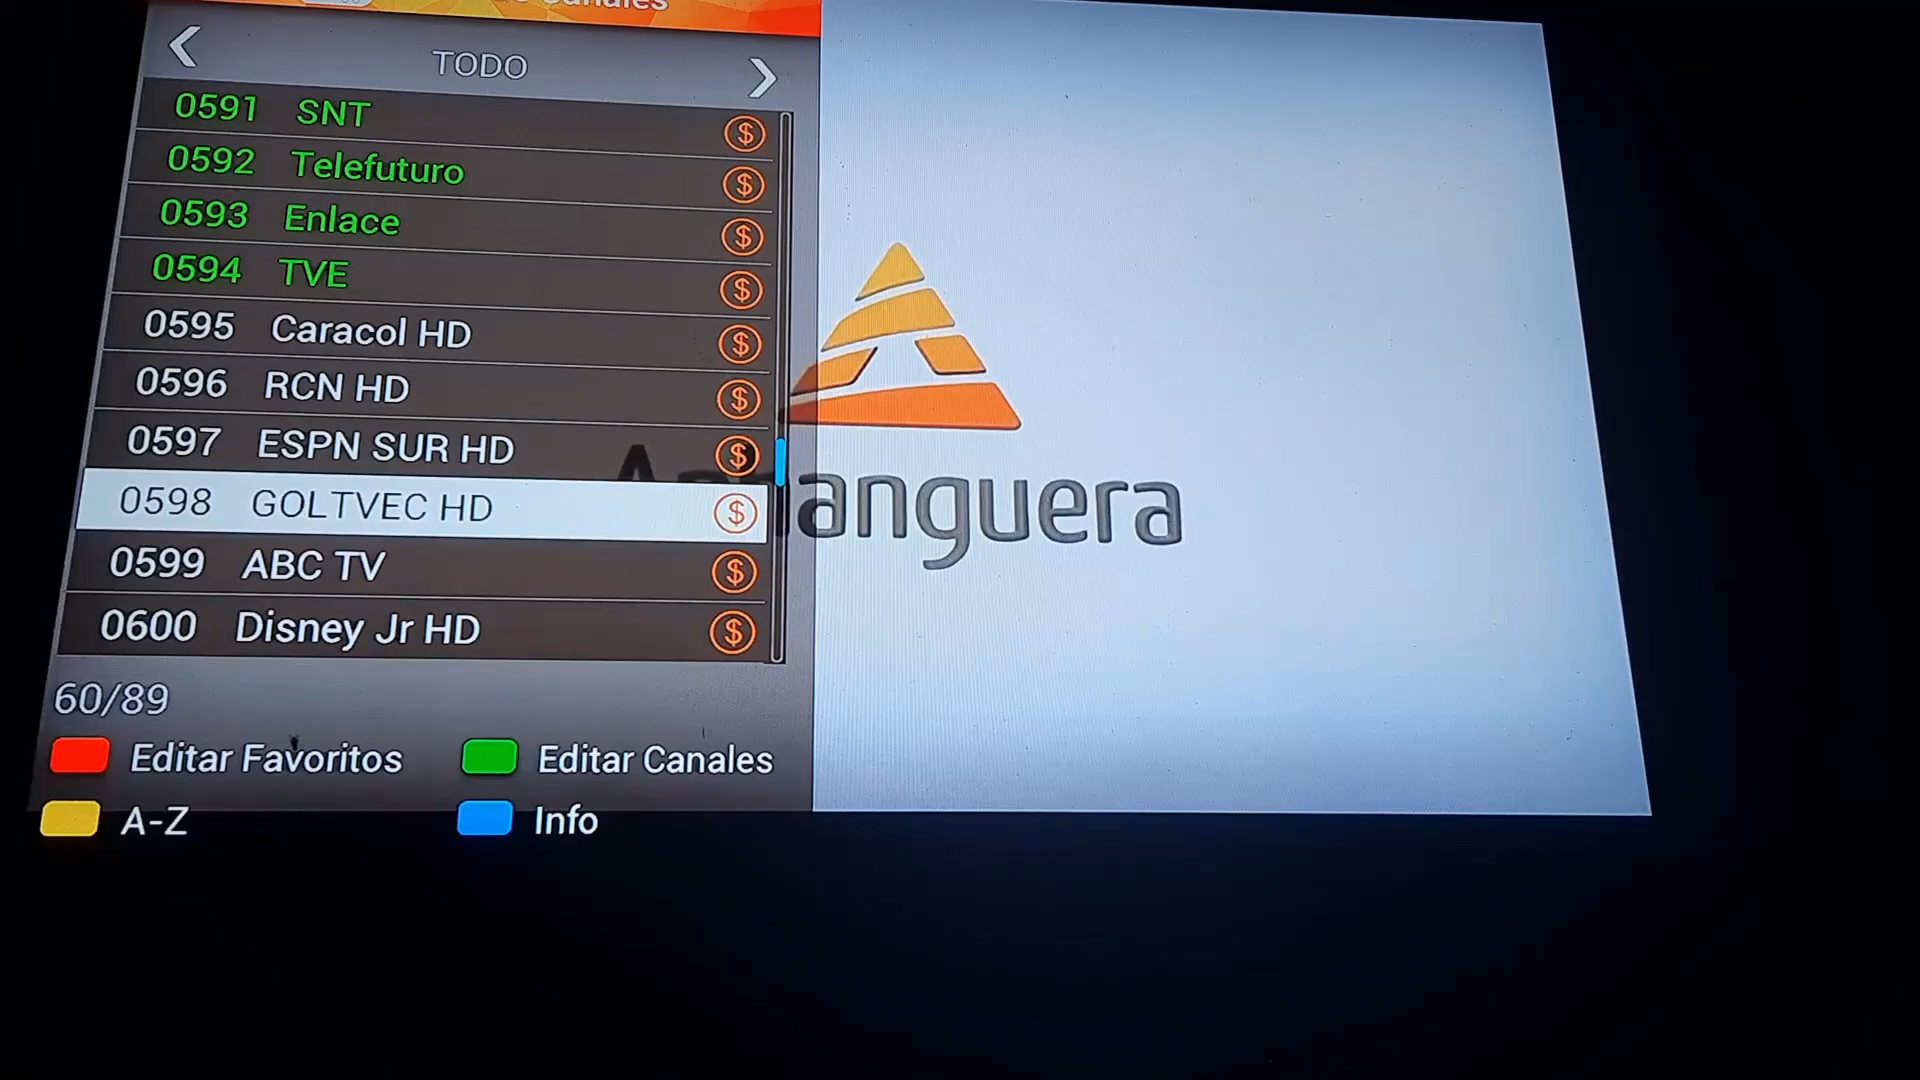 Canales
TODO
0591 SNT $
0592 Telefuturo $
0593 Enlace $
0594 TVE $
0595 Caracol HD $
0596 RCN HD $
0597 ESPN SUR HD $
0598 GOLTVEC HD $
0599 ABC TV $
0600 Disney Jr HD $
60/89
Editar Favoritos
Editar Canales
A-Z
Info